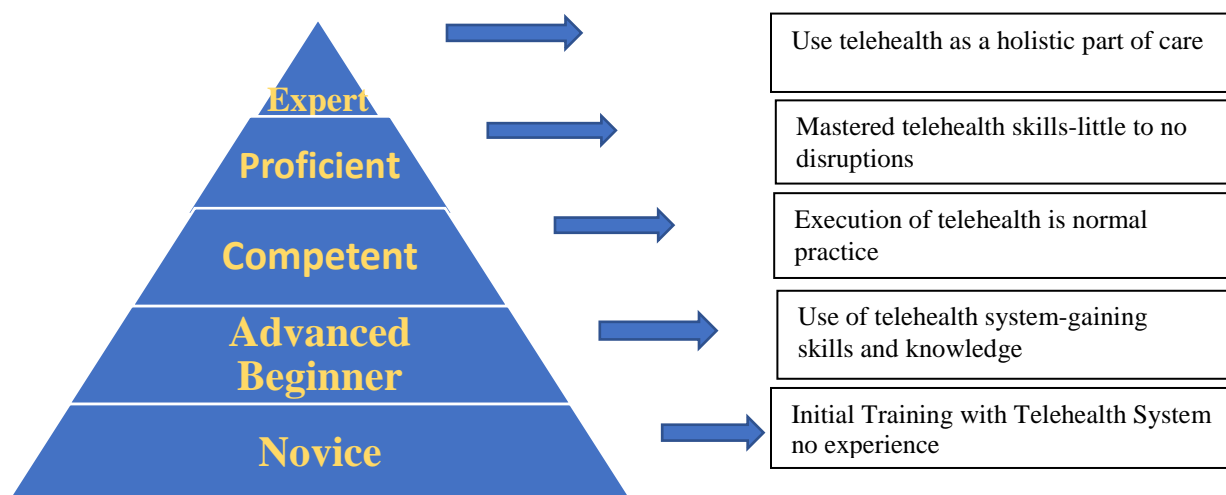 Expert
Use telehealth as a holistic part of care
Proficient
Mastered telehealth skills-little to no
disruptions
Competent
Execution of telehealth is normal
practice
Advanced
Beginner
Use of telehealth system-gaining
skills and knowledge
Novice
Initial Training with Telehealth System
no experience